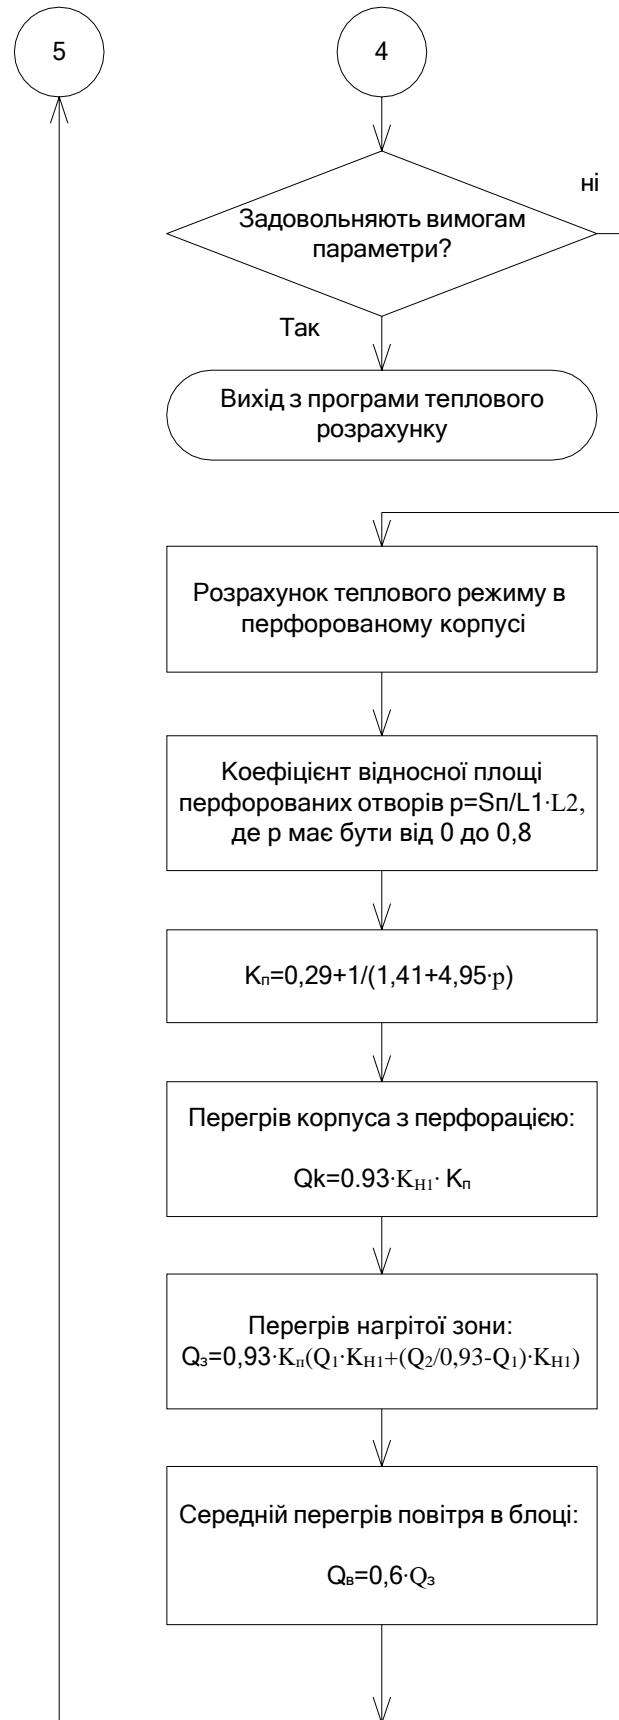 5
4
ні
Задовольняють вимогам
параметри?
Так
Вихід з програми теплового
розрахунку
Розрахунок теплового режиму в
перфорованому корпусі
Коефіцієнт відносної площі
перфорованих отворів p=Sп/L1·L2,
де p має бути від 0 до 0,8
Kп=0,29+1/(1,41+4,95·p)
Перегрів корпуса з перфорацією:
Qk=0.93·KН1· Kп
Перегрів нагрітої зони:
Qз=0,93·Kп(Q1·KН1+(Q2/0,93-Q1)·KН1)
Середній перегрів повітря в блоці:
Qв=0,6·Qз